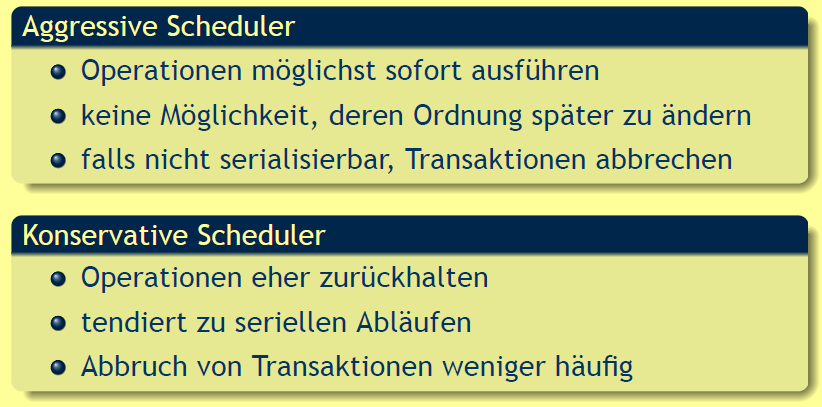 Aggressive Scheduler
Operationen möglichst sofort ausführen
keine Möglichkeit, deren Ordnung später zu ändern
falls nicht serialisierbar, Transaktionen abbrechen
Konservative Scheduler
Operationen eher zurückhalten
tendiert zu seriellen Abläufen
Abbruch von Transaktionen weniger häufig